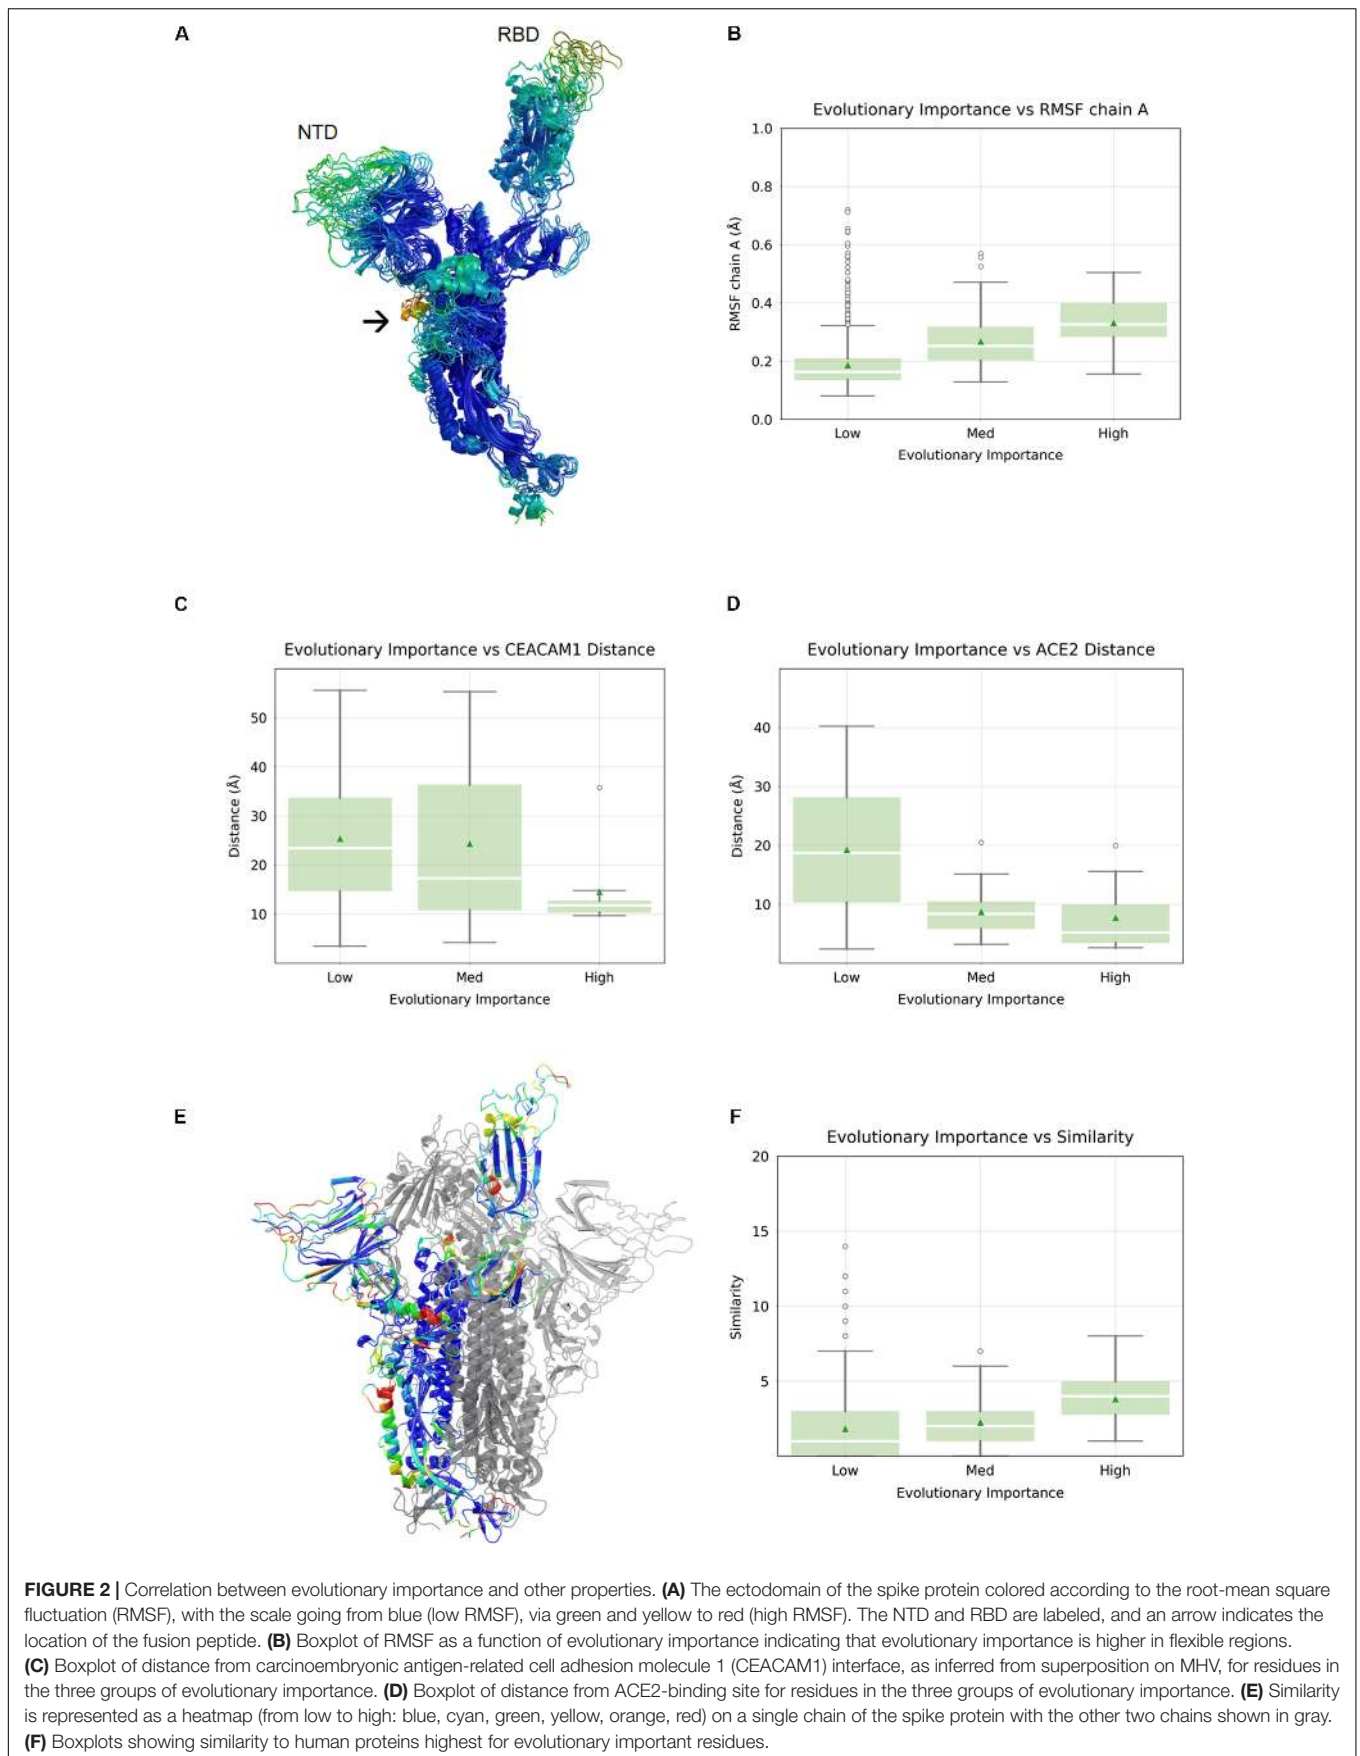 A
RBD
NTD
B
Evolutionary Importance vs RMSF chain A
1.0
0.8
0.6
0.4
0.2
0.0
RMSF chain A (Å)
Low Med High
Evolutionary Importance
C
Evolutionary Importance vs CEACAM1 Distance
50
40
30
20
10
Distance (Å)
Low Med High
Evolutionary Importance
D
Evolutionary Importance vs ACE2 Distance
40
30
20
10
Distance (Å)
Low Med High
Evolutionary Importance
E
F
Evolutionary Importance vs Similarity
20
15
10
5
Similarity
Low Med High
Evolutionary Importance
FIGURE 2 | Correlation between evolutionary importance and other properties. (A) The ectodomain of the spike protein colored according to the root-mean square
fluctuation (RMSF), with the scale going from blue (low RMSF), via green and yellow to red (high RMSF). The NTD and RBD are labeled, and an arrow indicates the
location of the fusion peptide. (B) Boxplot of RMSF as a function of evolutionary importance indicating that evolutionary importance is higher in flexible regions.
(C) Boxplot of distance from carcinoembryonic antigen-related cell adhesion molecule 1 (CEACAM1) interface, as inferred from superposition on MHV, for residues in
the three groups of evolutionary importance. (D) Boxplot of distance from ACE2-binding site for residues in the three groups of evolutionary importance. (E) Similarity
is represented as a heatmap (from low to high: blue, cyan, green, yellow, orange, red) on a single chain of the spike protein with the other two chains shown in gray.
(F) Boxplots showing similarity to human proteins highest for evolutionary important residues.